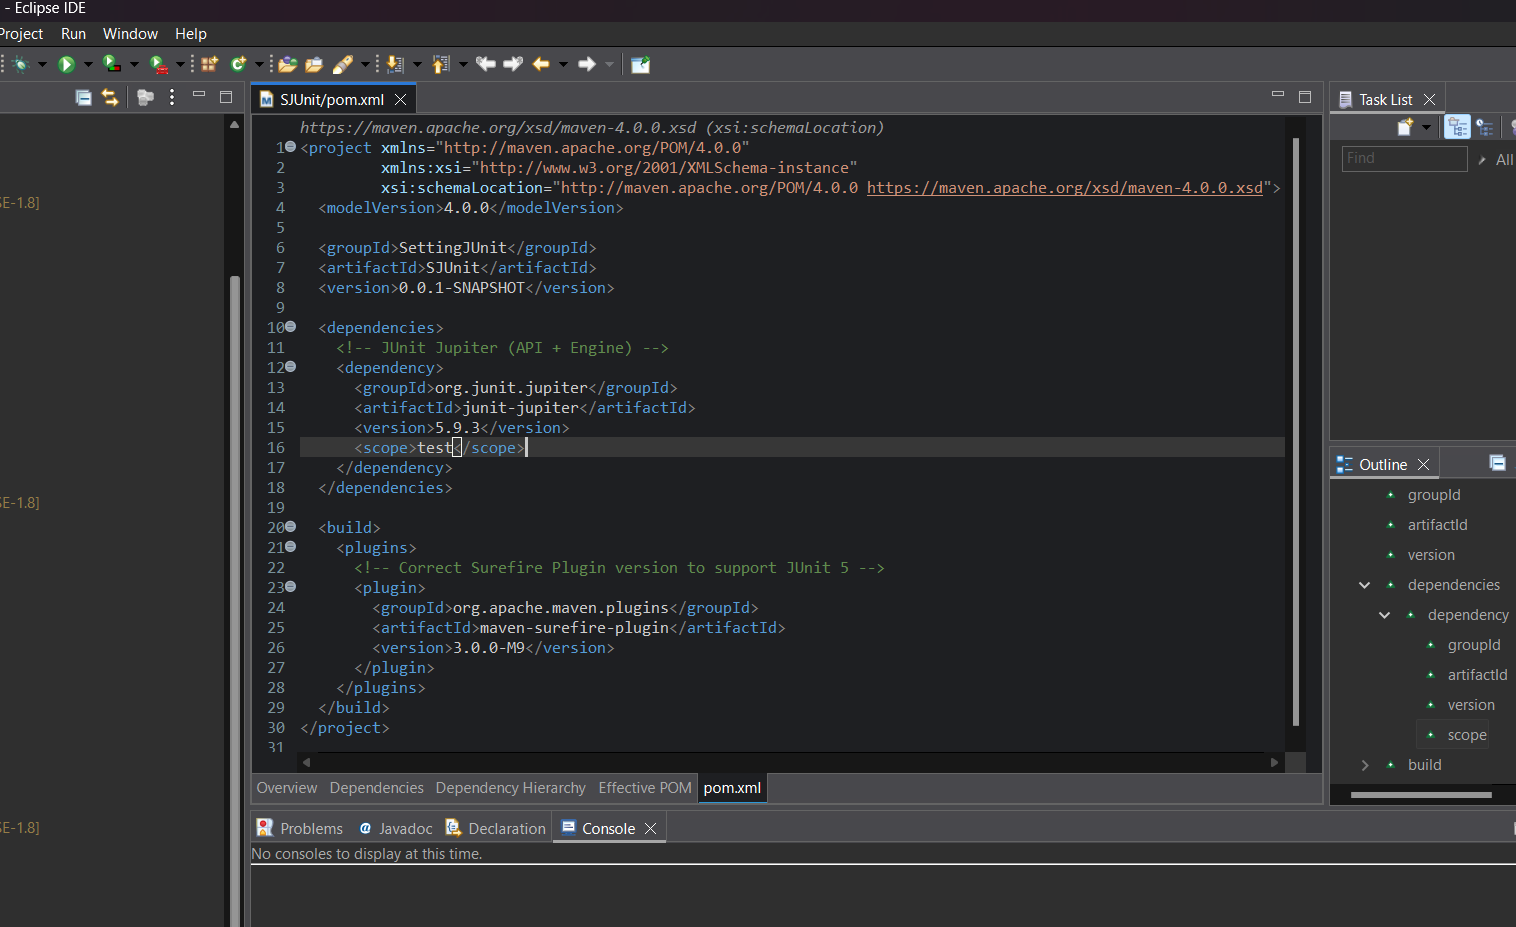 - Eclipse IDE
Project Run Window Help
SJUnit/pom.xml
Task List
Find
All
SE-1.8]
SE-1.8]
SE-1.8]
https://maven.apache.org/xsd/maven-4.0.0.xsd (xsi:schemaLocation)
1 <project xmlns="http://maven.apache.org/POM/4.0.0"
2 xmlns:xsi="http://www.w3.org/2001/XMLSchema-instance"
3 xsi:schemaLocation="http://maven.apache.org/POM/4.0.0 https://maven.apache.org/xsd/maven-4.0.0.xsd">
4 <modelVersion>4.0.0</modelVersion>
5
6 <groupId>SettingJUnit</groupId>
7 <artifactId>SJUnit</artifactId>
8 <version>0.0.1-SNAPSHOT</version>
9
10 <dependencies>
11 <!-- JUnit Jupiter (API + Engine) -->
12 <dependency>
13 <groupId>org.junit.jupiter</groupId>
14 <artifactId>junit-jupiter</artifactId>
15 <version>5.9.3</version>
16 <scope>test</scope>
17 </dependency>
18 </dependencies>
19
20 <build>
21 <plugins>
22 <!-- Correct Surefire Plugin version to support JUnit 5 -->
23 <plugin>
24 <groupId>org.apache.maven.plugins</groupId>
25 <artifactId>maven-surefire-plugin</artifactId>
26 <version>3.0.0-M9</version>
27 </plugin>
28 </plugins>
29 </build>
30 </project>
31
Outline
groupId
artifactId
version
dependencies
dependency
groupId
artifactId
version
scope
build
Overview Dependencies Dependency Hierarchy Effective POM pom.xml
Problems Javadoc Declaration Console
No consoles to display at this time.